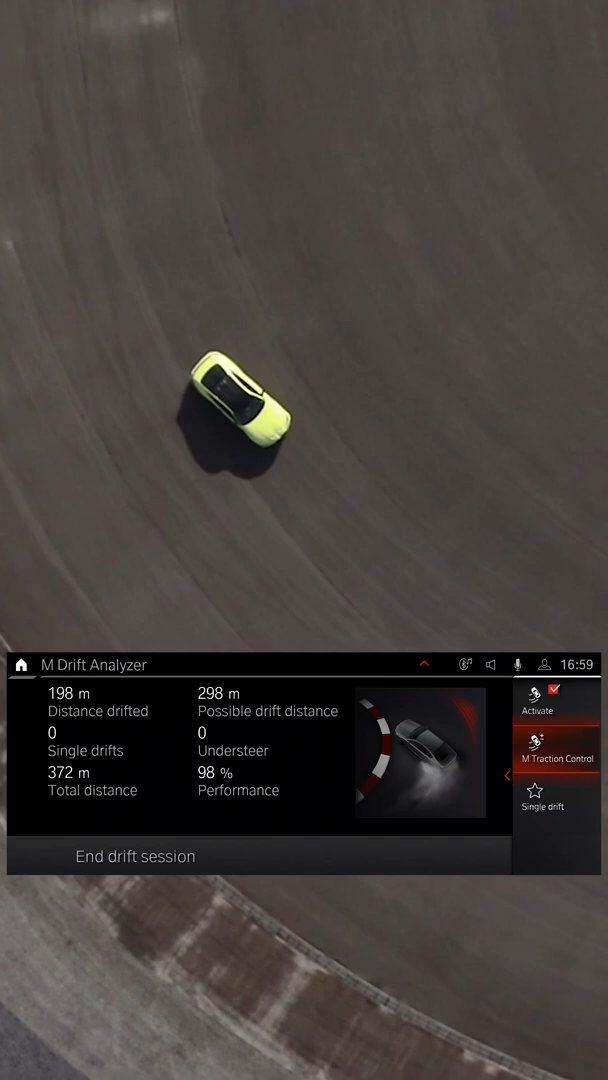 M Drift Analyzer
16:59
198 m
Distance drifted
298 m
Possible drift distance
0
Single drifts
0
Understeer
372 m
Total distance
98 %
Performance
End drift session
Activate
M Traction Control
Single drift